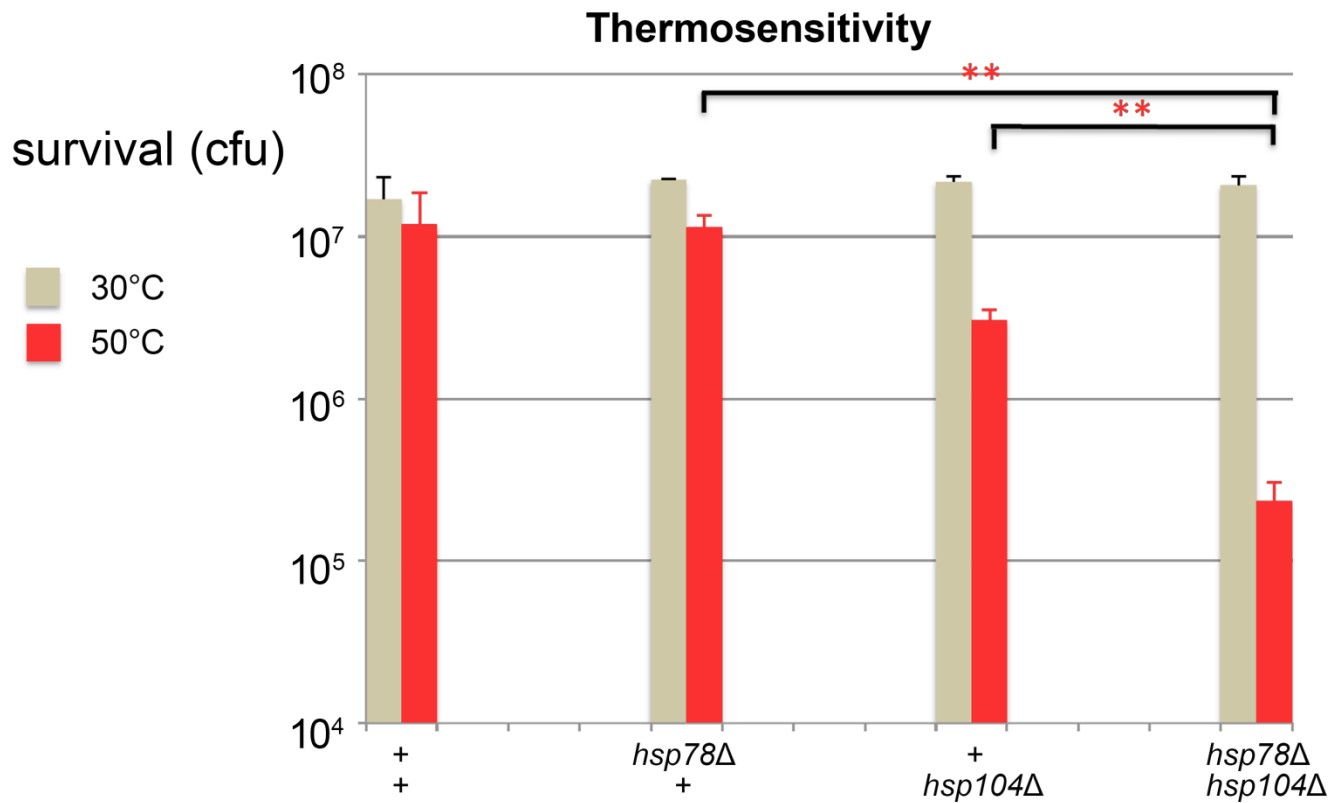 Thermosensitivity
survival (cfu)
30°C
50°C
10⁸
10⁷
10⁶
10⁵
10⁴
**
**
+ hsp78Δ + hsp78Δ
+ + hsp104Δ hsp104Δ